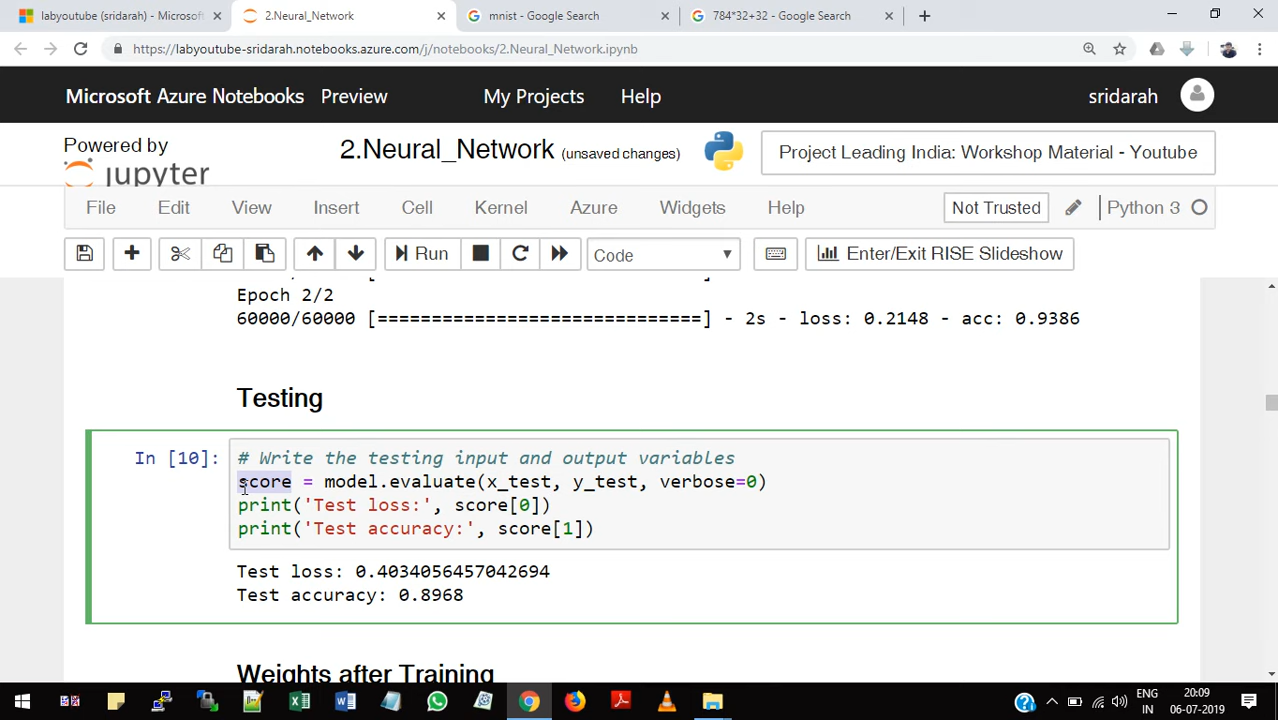 labyoutube (sridarah) - Microsoft
2.Neural_Network
mnist - Google Search
784*32+32 - Google Search
https://labyoutube-sridarah.notebooks.azure.com/j/notebooks/2.Neural_Network.ipynb
Microsoft Azure Notebooks Preview My Projects Help sridarah
Powered by
jupyter
2.Neural_Network (unsaved changes)
Project Leading India: Workshop Material - Youtube
File Edit View Insert Cell Kernel Azure Widgets Help Not Trusted Python 3
Run Code Enter/Exit RISE Slideshow
Epoch 2/2
60000/60000 [==============================] - 2s - loss: 0.2148 - acc: 0.9386
Testing
In [10]: # Write the testing input and output variables
score = model.evaluate(x_test, y_test, verbose=0)
print('Test loss:', score[0])
print('Test accuracy:', score[1])
Test loss: 0.4034056457042694
Test accuracy: 0.8968
Weights after Training
ENG 20:09
IN 06-07-2019